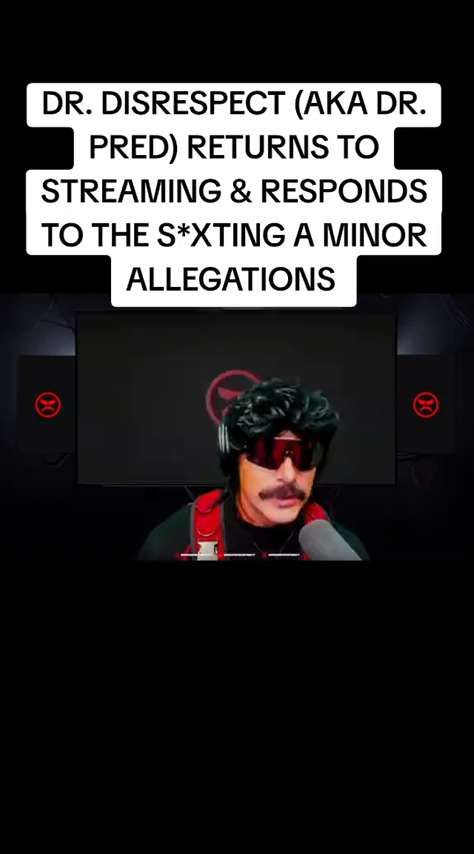 DR. DISRESPECT (AKA DR.
PRED) RETURNS TO
STREAMING & RESPONDS
TO THE S*XTING A MINOR
ALLEGATIONS